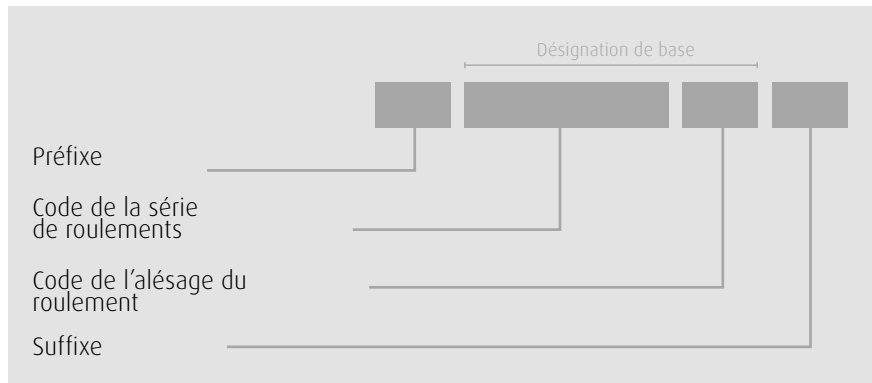 Désignation de base
Préfixe
Code de la série
de roulements
Code de l’alésage du
roulement
Suffixe